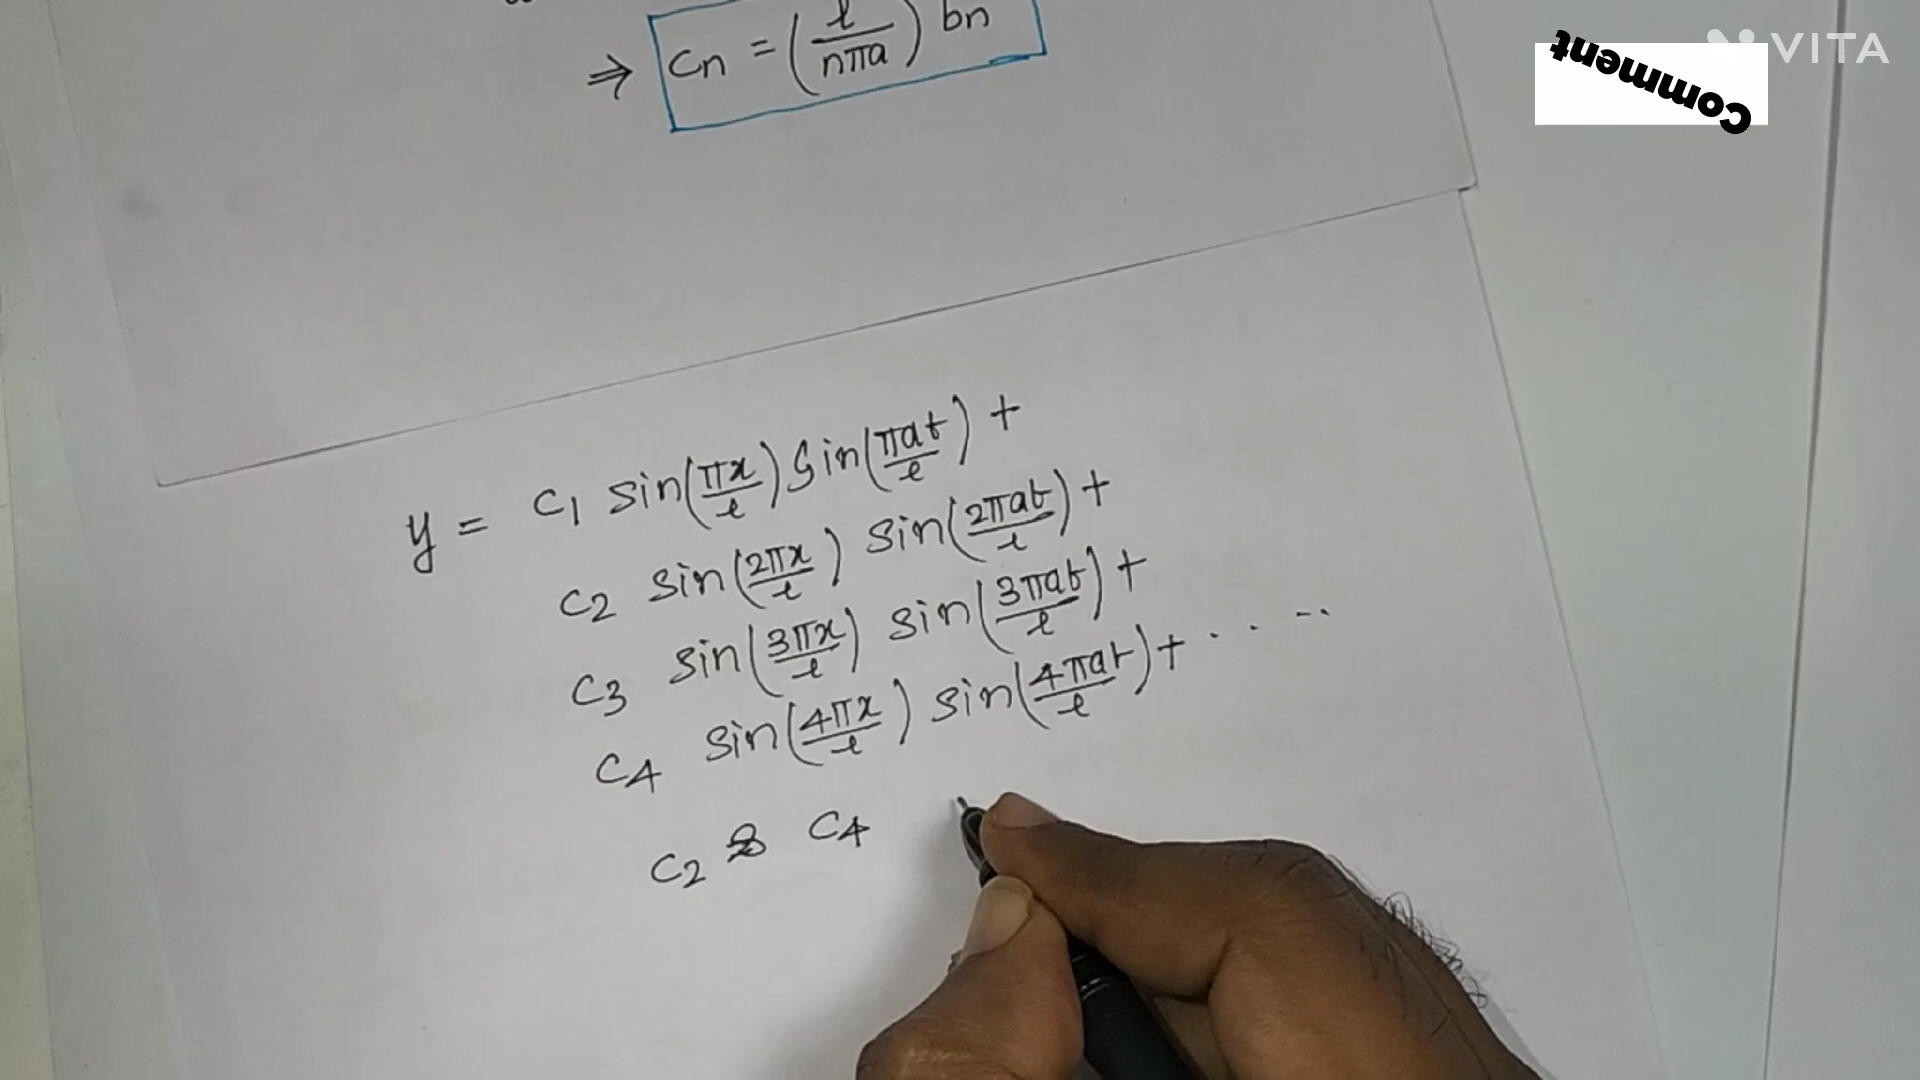 ⇒ Cn = (l/nπa) bn
Comment
VITA
y = C1 sin(πx/l) Sin(πat/l) +
C2 sin(2πx/l) sin(2πat/l) +
C3 sin(3πx/l) sin(3πat/l) +
C4 sin(4πx/l) sin(4πat/l) + ....
C2 & C4